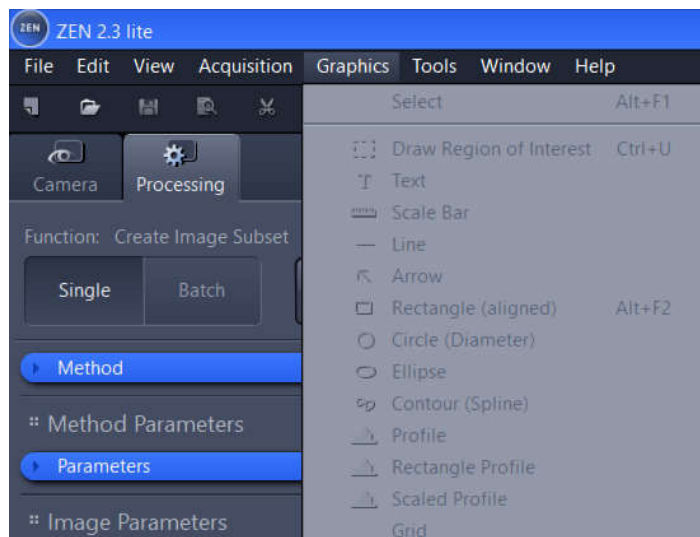 ZEN ZEN 2.3 lite
File Edit View Acquisition Graphics Tools Window Help
Select Alt+F1
Camera Processing
Draw Region of Interest Ctrl+U
Text
Scale Bar
Function: Create Image Subset
Line
Single Batch
Arrow
Rectangle (aligned) Alt+F2
Circle (Diameter)
Method
Ellipse
Contour (Spline)
Method Parameters
Profile
Parameters
Rectangle Profile
Scaled Profile
Image Parameters
Grid